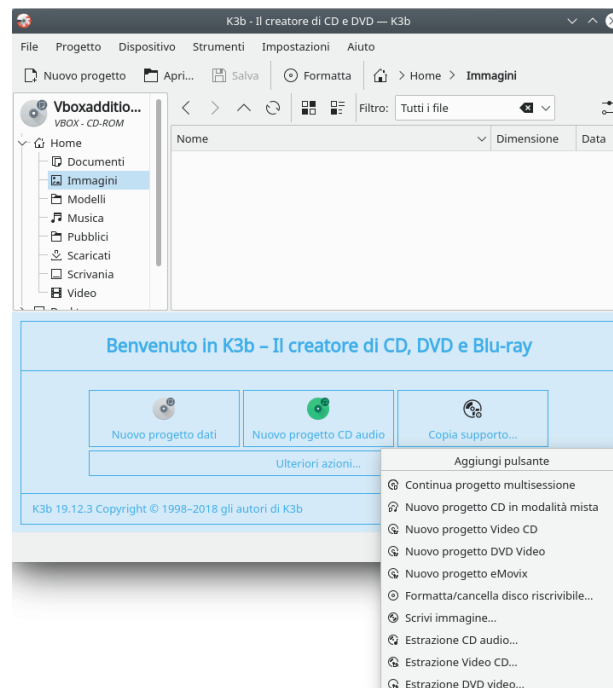 K3b - Il creatore di CD e DVD — K3b
File Progetto Dispositivo Strumenti Impostazioni Aiuto
Nuovo progetto Apri... Salva Formatta > Home > Immagini
Vboxadditio...
VBOX - CD-ROM
Filtro: Tutti i file
Nome Dimensione Data
Home
Documenti
Immagini
Modelli
Musica
Pubblici
Scaricati
Scrivania
Video
Benvenuto in K3b – Il creatore di CD, DVD e Blu-ray
Nuovo progetto dati Nuovo progetto CD audio Copia supporto...
Ulteriori azioni...
K3b 19.12.3 Copyright © 1998–2018 gli autori di K3b
Aggiungi pulsante
Continua progetto multisessione
Nuovo progetto CD in modalità mista
Nuovo progetto Video CD
Nuovo progetto DVD Video
Nuovo progetto eMovix
Formatta/cancella disco riscrivibile...
Scrivi immagine...
Estrazione CD audio...
Estrazione Video CD...
Estrazione DVD video...